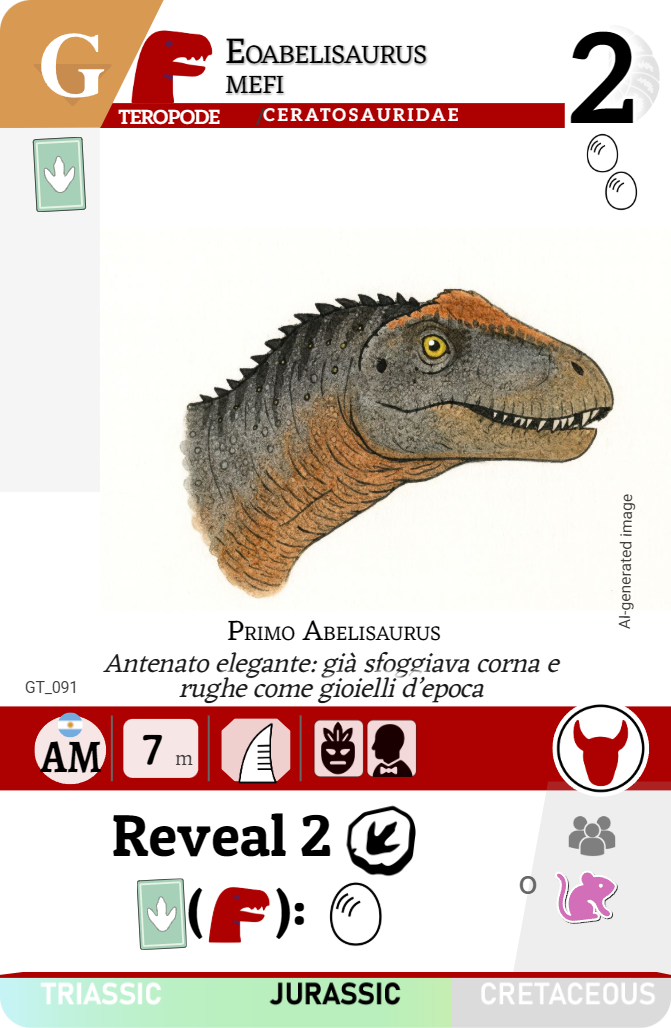 G
Eoabelisaurus
mefi
2
TEROPODE / CERATOSAURIDAE
AI-generated image
Primo Abelisaurus
Antenato elegante: già sfoggiava corna e
rughe come gioielli d'epoca
GT_091
AM
7 m
Reveal 2
( ):
O
TRIASSIC JURASSIC CRETACEOUS